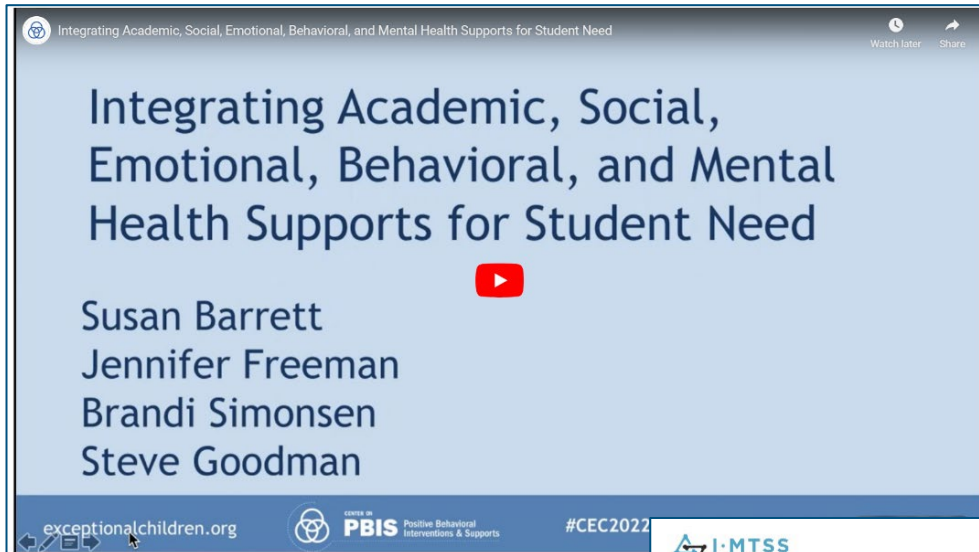 Integrating Academic, Social, Emotional, Behavioral, and Mental Health Supports for Student Need
Watch later
Share
Integrating Academic, Social,
Emotional, Behavioral, and Mental
Health Supports for Student Need
Susan Barrett
Jennifer Freeman
Brandi Simonsen
Steve Goodman
exceptionalchildren.org
CENTER ON
PBIS Positive Behavioral
Interventions & Supports
#CEC2022
I·MTSS